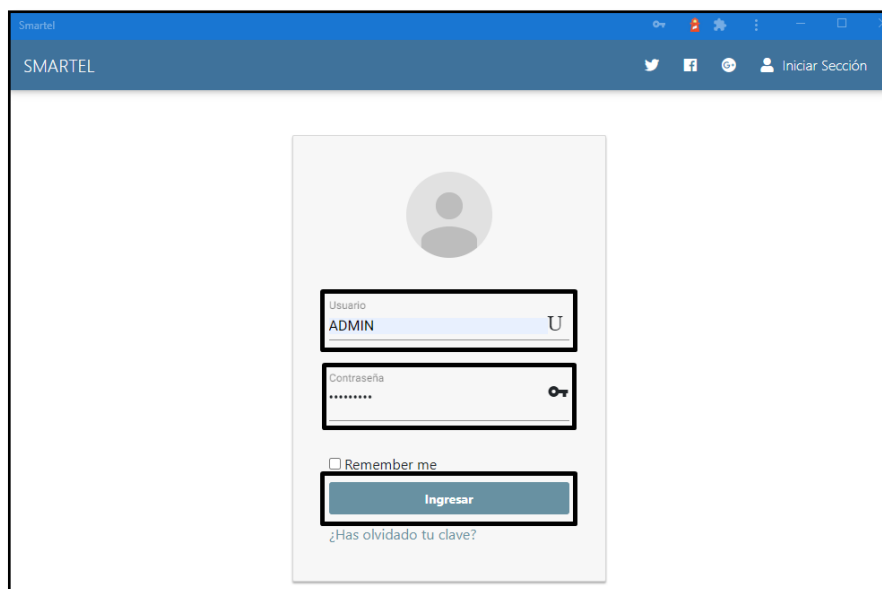 Smartel
SMARTEL
Iniciar Sección
Usuario
ADMIN U
Contraseña
•••••••••
Remember me
Ingresar
¿Has olvidado tu clave?